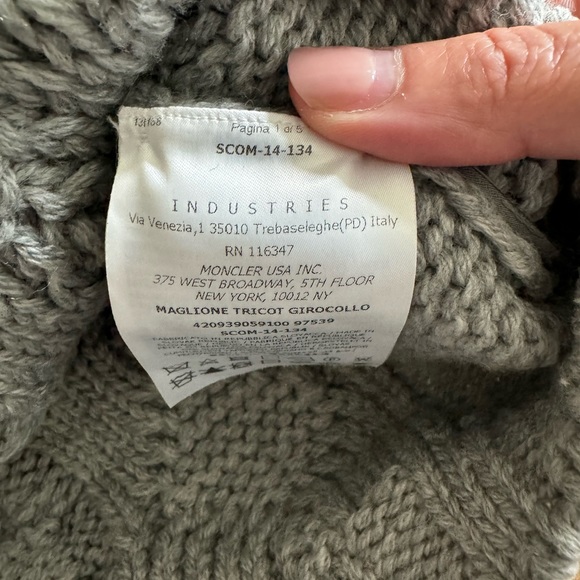 Pagina 1 of 5
SCOM-14-134
INDUSTRIES
Via Venezia,1 35010 Trebaseleghe(PD) Italy
RN 116347
MONCLER USA INC.
375 WEST BROADWAY, 5TH FLOOR
NEW YORK, 10012 NY
MAGLIONE TRICOT GIROCOLLO
420939059100 97539
SCOM-14-134